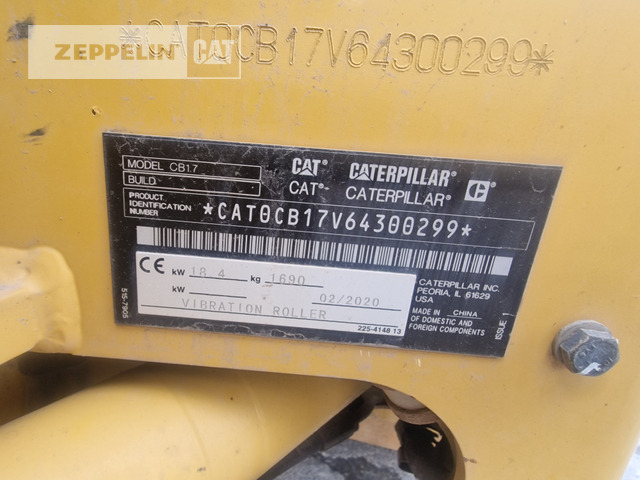 ZEPPELIN CAT
*CAT0CB17V64300299*
MODEL CB1.7
BUILD
PRODUCT IDENTIFICATION NUMBER
CAT CATERPILLAR
CAT® CATERPILLAR® C
*CAT0CB17V64300299*
CE kW 18.4 kg 1690
kW 02/2020
VIBRATION ROLLER
225-4148 13
515-7905
CATERPILLAR INC.
PEORIA, IL 61629
USA
MADE IN CHINA
OF DOMESTIC AND
FOREIGN COMPONENTS
ISSUE 1